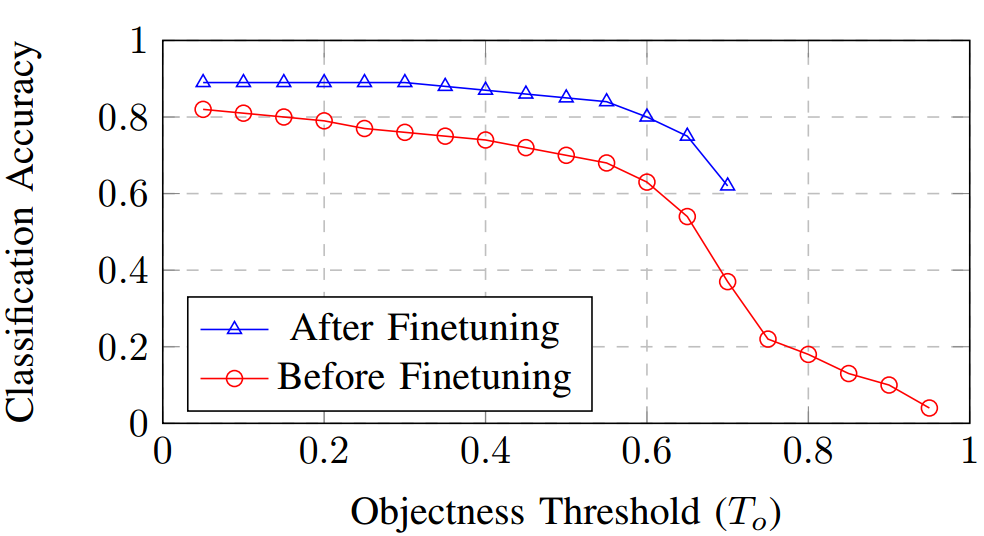 Classification Accuracy
1
0.8
0.6
0.4
0.2
0
After Finetuning
Before Finetuning
0 0.2 0.4 0.6 0.8 1
Objectness Threshold (Tₒ)